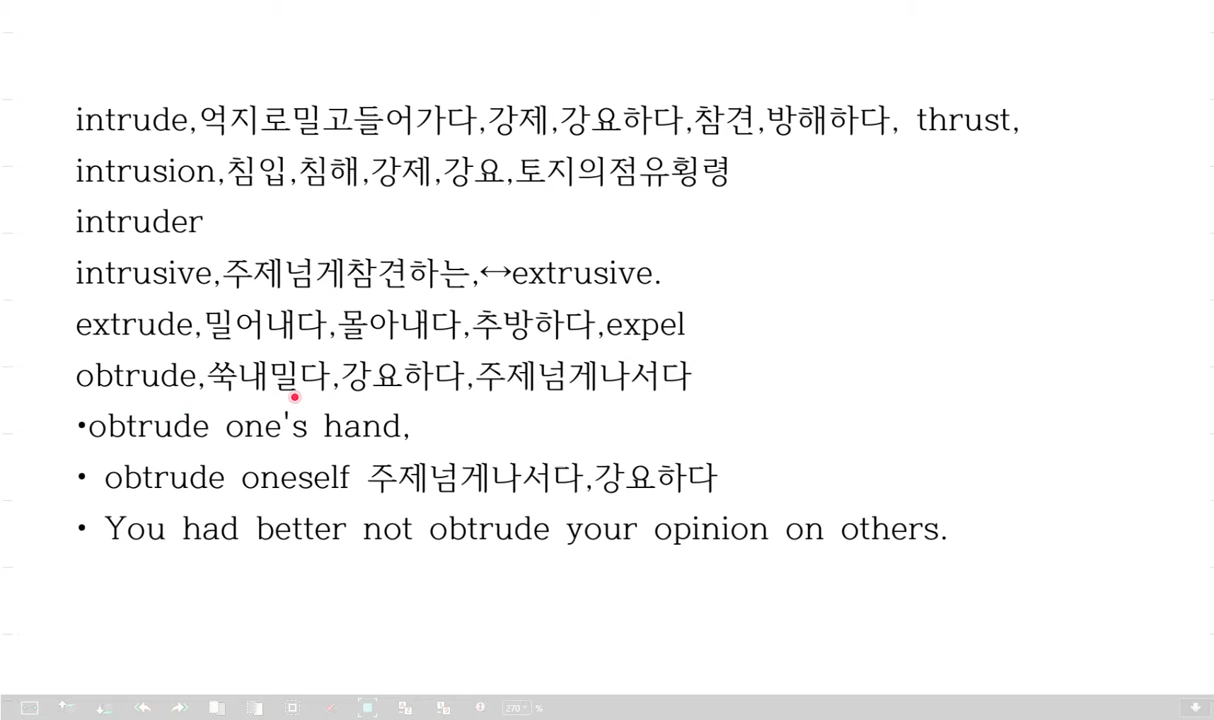 intrude,억지로밀고들어가다,강제,강요하다,참견,방해하다, thrust,
intrusion,침입,침해,강제,강요,토지의점유횡령
intruder
intrusive,주제넘게참견하는,↔extrusive.
extrude,밀어내다,몰아내다,추방하다,expel
obtrude,쑥내밀다,강요하다,주제넘게나서다
•obtrude one's hand,
• obtrude oneself 주제넘게나서다,강요하다
• You had better not obtrude your opinion on others.
270 %